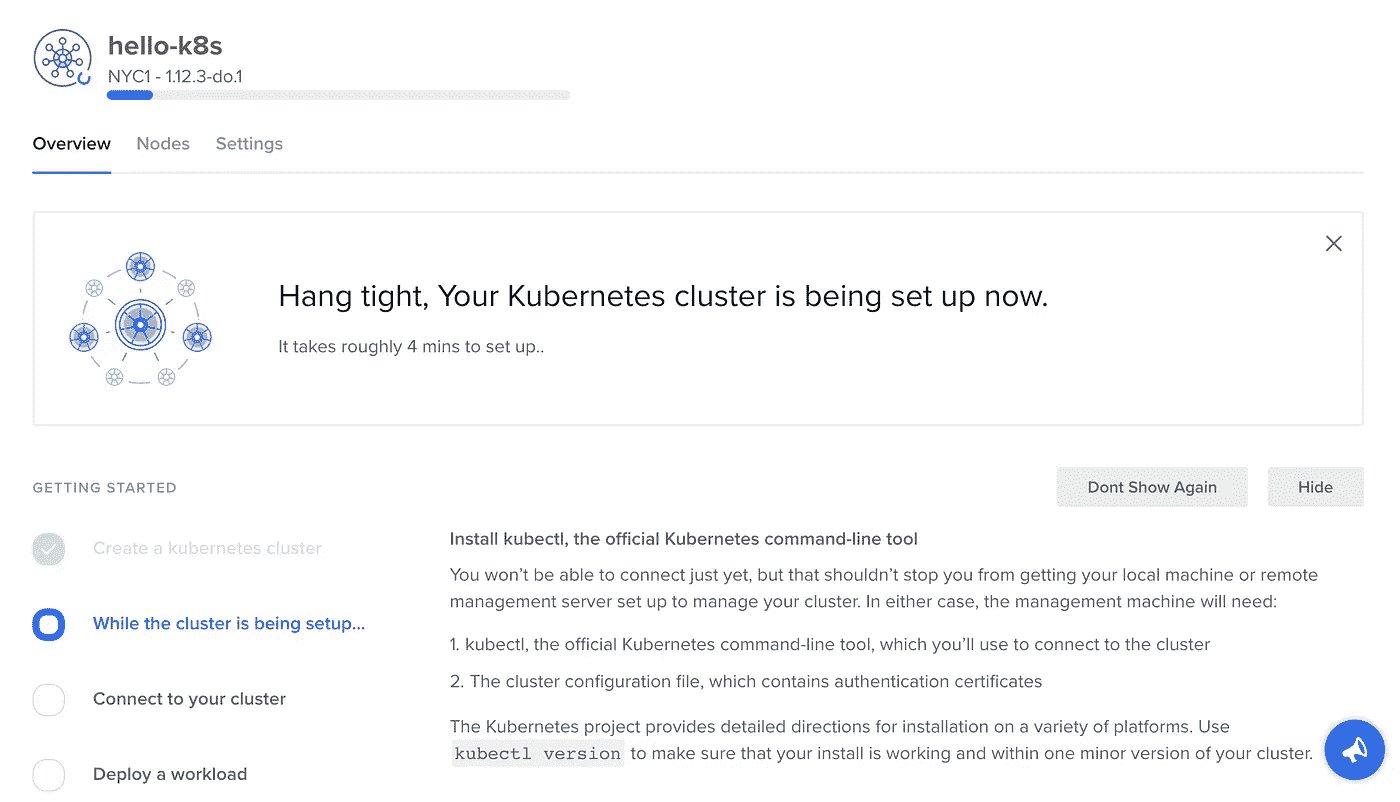 hello-k8s
NYC1 - 1.12.3-do.1
Overview Nodes Settings
Hang tight, Your Kubernetes cluster is being set up now.
It takes roughly 4 mins to set up..
GETTING STARTED
Dont Show Again Hide
Create a kubernetes cluster
While the cluster is being setup...
Connect to your cluster
Deploy a workload
Install kubectl, the official Kubernetes command-line tool
You won’t be able to connect just yet, but that shouldn’t stop you from getting your local machine or remote
management server set up to manage your cluster. In either case, the management machine will need:
1. kubectl, the official Kubernetes command-line tool, which you’ll use to connect to the cluster
2. The cluster configuration file, which contains authentication certificates
The Kubernetes project provides detailed directions for installation on a variety of platforms. Use
kubectl version to make sure that your install is working and within one minor version of your cluster.